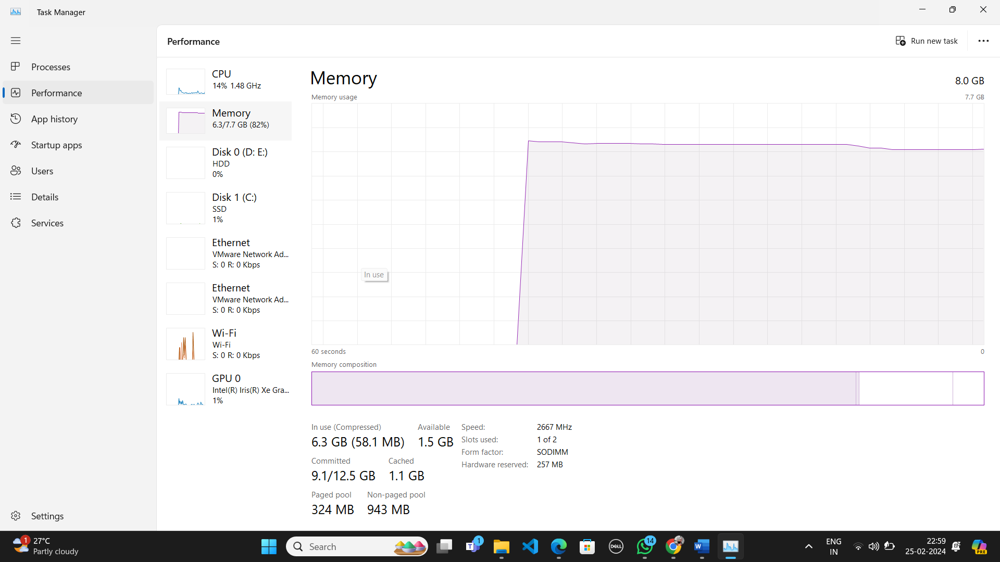 Task Manager
Performance
Run new task
Processes
Performance
App history
Startup apps
Users
Details
Services
Settings
CPU
14% 1.48 GHz
Memory
6.3/7.7 GB (82%)
Disk 0 (D: E:)
HDD
0%
Disk 1 (C:)
SSD
1%
Ethernet
VMware Network Ad...
S: 0 R: 0 Kbps
Ethernet
VMware Network Ad...
S: 0 R: 0 Kbps
Wi-Fi
Wi-Fi
S: 0 R: 0 Kbps
GPU 0
Intel(R) Iris(R) Xe Gra...
1%
Memory
8.0 GB
Memory usage
7.7 GB
In use
60 seconds
0
Memory composition
In use (Compressed)
6.3 GB (58.1 MB)
Available
1.5 GB
Committed
9.1/12.5 GB
Cached
1.1 GB
Paged pool
324 MB
Non-paged pool
943 MB
Speed: 2667 MHz
Slots used: 1 of 2
Form factor: SODIMM
Hardware reserved: 257 MB
1
27°C
Partly cloudy
Search
T
1
DELL
14
W
ENG
IN
22:59
25-02-2024
PRE